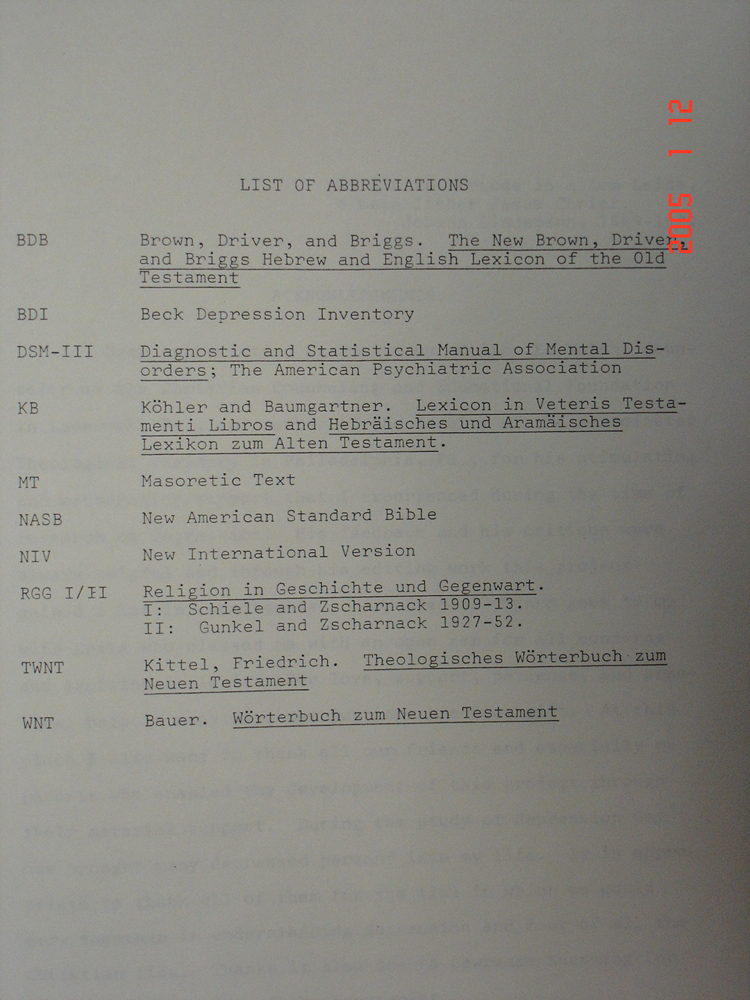 LIST OF ABBREVIATIONS
BDB Brown, Driver, and Briggs. The New Brown, Driver,
and Briggs Hebrew and English Lexicon of the Old
Testament
BDI Beck Depression Inventory
DSM-III Diagnostic and Statistical Manual of Mental Dis-
orders; The American Psychiatric Association
KB Köhler and Baumgartner. Lexicon in Veteris Testa-
menti Libros and Hebräisches und Aramäisches
Lexikon zum Alten Testament.
MT Masoretic Text
NASB New American Standard Bible
NIV New International Version
RGG I/II Religion in Geschichte und Gegenwart.
I: Schiele and Zscharnack 1909-13.
II: Gunkel and Zscharnack 1927-52.
TWNT Kittel, Friedrich. Theologisches Wörterbuch zum
Neuen Testament
WNT Bauer. Wörterbuch zum Neuen Testament
2005 1 12